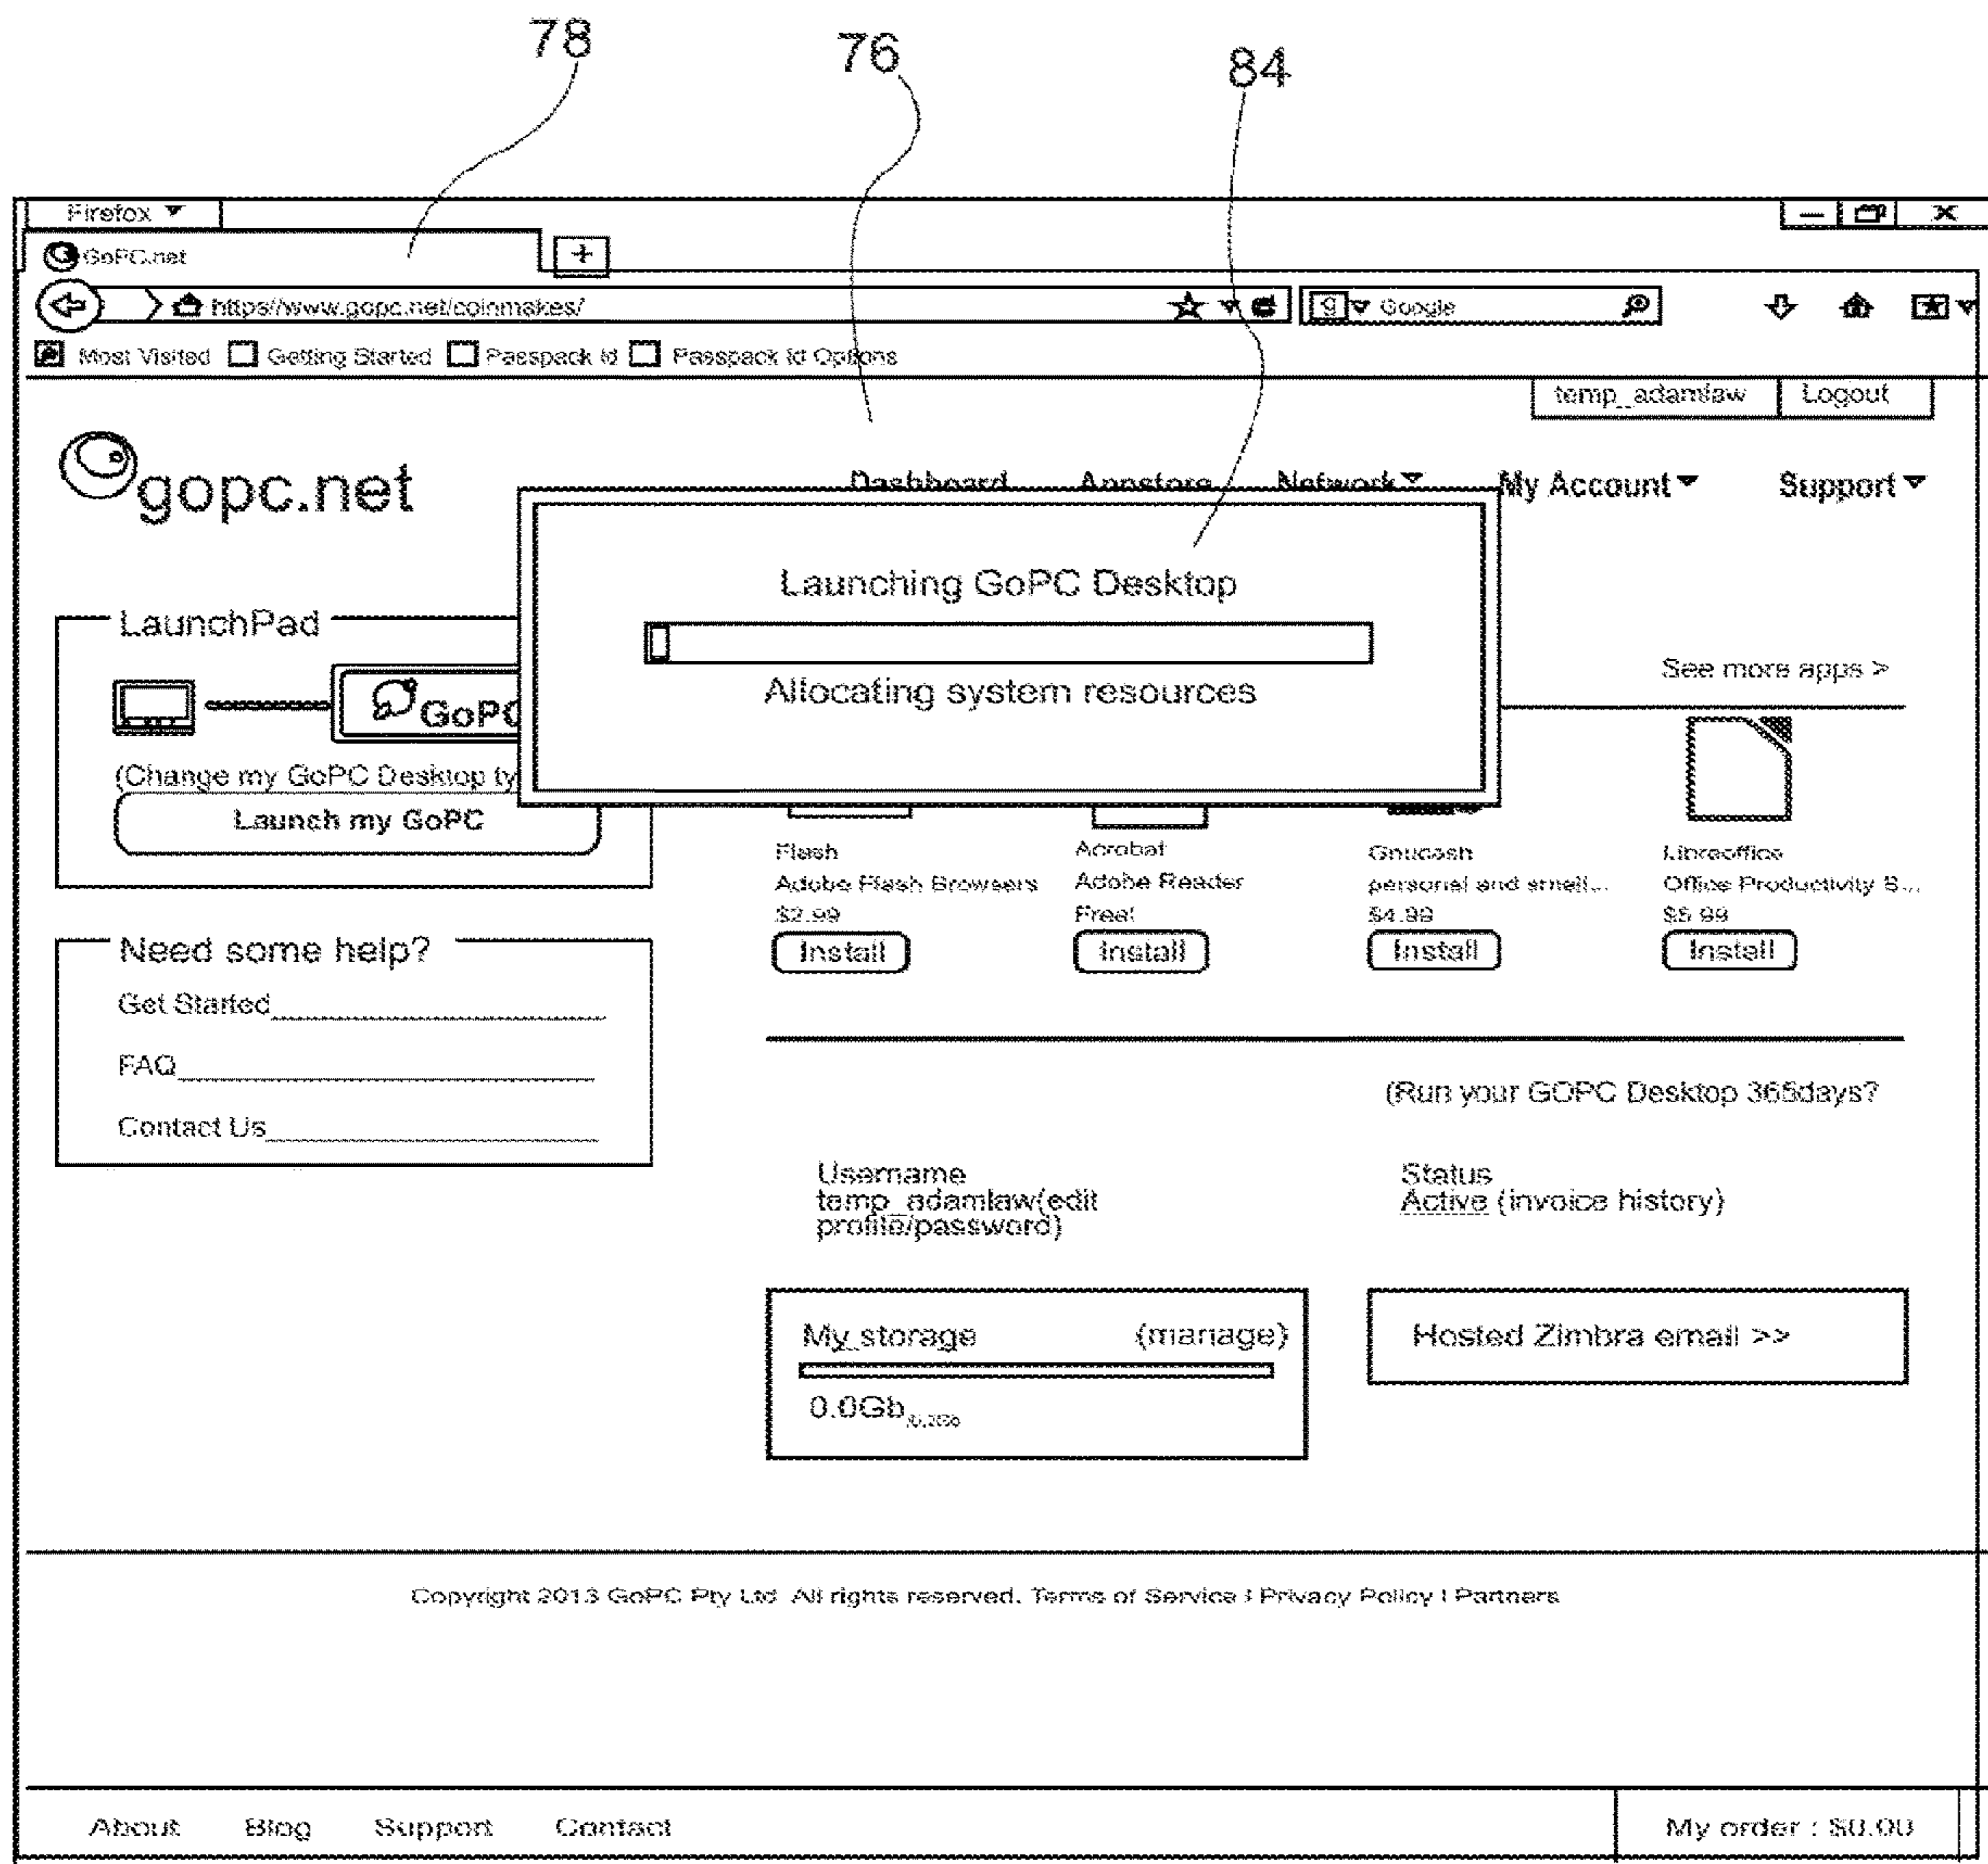 78 76 84
Firefox
GoPC.net
https//www.gopc.net/coinmakes/
g Google
Most Visited Getting Started Passpack Id Passpack Id Options
temp_adamlaw Logout
gopc.net
Dashboard Appstore Network My Account Support
Launching GoPC Desktop
Allocating system resources
LaunchPad
GoPC
(Change my GoPC Desktop ty
Launch my GoPC
See more apps >
Flash Acrobat Gnucash Libreoffice
Adobe Flash Browsers Adobe Reader personal and small... Office Productivity S...
$2.99 Free! $4.99 $5.99
Install Install Install Install
Need some help?
Get Started
FAQ
Contact Us
(Run your GOPC Desktop 365days?
Username Status
temp_adamlaw(edit Active (invoice history)
profile/password)
My storage (manage) Hosted Zimbra email >>
0.0Gb
Copyright 2013 GoPC Pty Ltd All rights reserved. Terms of Service I Privacy Policy I Partners
About Blog Support Contact My order : $0.00